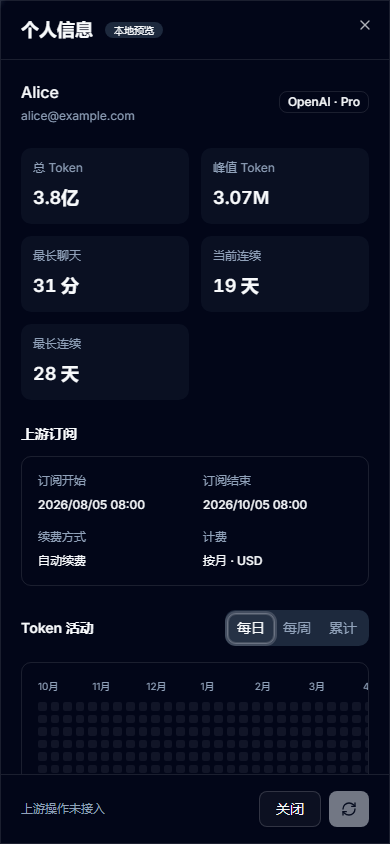 个人信息 本地预览
Alice
alice@example.com
OpenAI · Pro
总 Token
3.8亿
峰值 Token
3.07M
最长聊天
31 分
当前连续
19 天
最长连续
28 天
上游订阅
订阅开始
2026/08/05 08:00
订阅结束
2026/10/05 08:00
续费方式
自动续费
计费
按月 · USD
Token 活动
每日 每周 累计
10月 11月 12月 1月 2月 3月
上游操作未接入
关闭